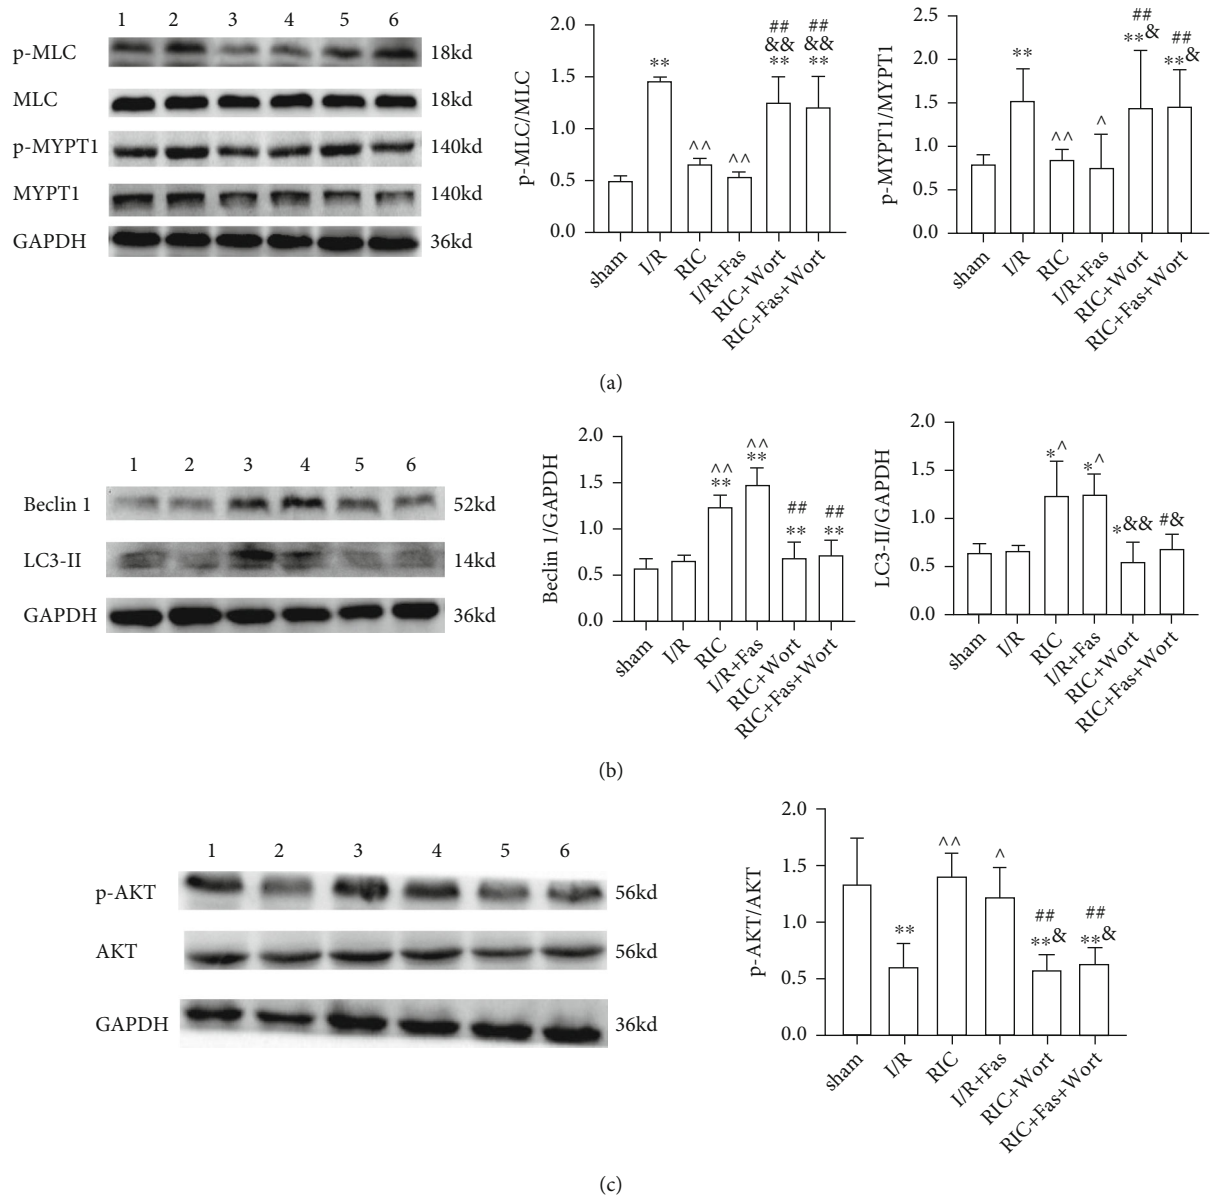 1 2 3 4 5 6
p-MLC 18kd
MLC 18kd
p-MYPT1 140kd
MYPT1 140kd
GAPDH 36kd
p-MLC/MLC
2.0
1.5
1.0
0.5
0.0
**
^^
^^
##
&&
**
##
&&
**
sham
I/R
RIC
I/R+Fas
RIC+Wort
RIC+Fas+Wort
p-MYPT1/MYPT1
2.5
2.0
1.5
1.0
0.5
0.0
**
^^
^
##
**&
##
**&
sham
I/R
RIC
I/R+Fas
RIC+Wort
RIC+Fas+Wort
(a)
1 2 3 4 5 6
Beclin 1 52kd
LC3-II 14kd
GAPDH 36kd
Beclin 1/GAPDH
2.0
1.5
1.0
0.5
0.0
^^
**
^^
**
##
**
##
**
sham
I/R
RIC
I/R+Fas
RIC+Wort
RIC+Fas+Wort
LC3-II/GAPDH
2.0
1.5
1.0
0.5
0.0
*^
*^
*&&
#&
sham
I/R
RIC
I/R+Fas
RIC+Wort
RIC+Fas+Wort
(b)
1 2 3 4 5 6
p-AKT 56kd
AKT 56kd
GAPDH 36kd
p-AKT/AKT
2.0
1.5
1.0
0.5
0.0
**
^^
^
##
**&
##
**&
sham
I/R
RIC
I/R+Fas
RIC+Wort
RIC+Fas+Wort
(c)